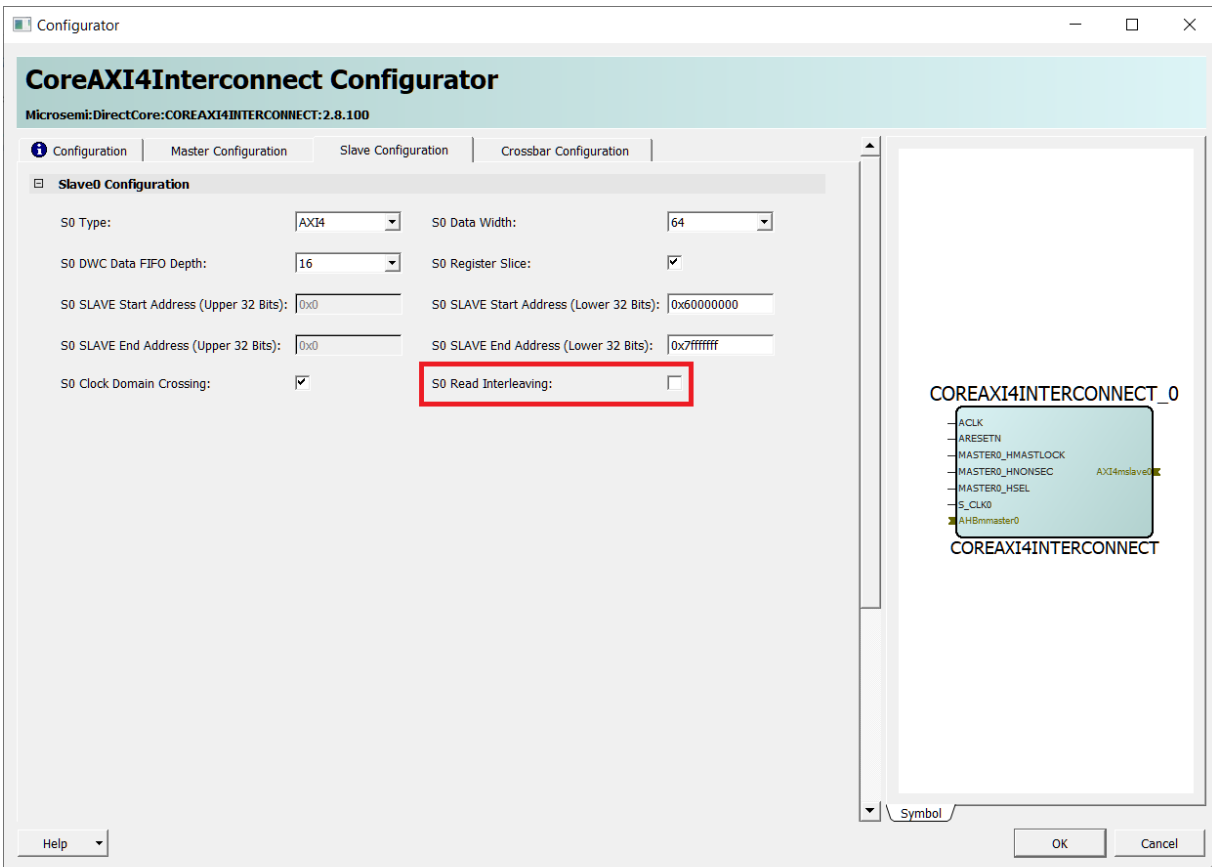 Configurator
CoreAXI4Interconnect Configurator
Microsemi:DirectCore:COREAXI4INTERCONNECT:2.8.100
Configuration Master Configuration Slave Configuration Crossbar Configuration
Slave0 Configuration
S0 Type: AXI4 S0 Data Width: 64
S0 DWC Data FIFO Depth: 16 S0 Register Slice:
S0 SLAVE Start Address (Upper 32 Bits): 0x0 S0 SLAVE Start Address (Lower 32 Bits): 0x60000000
S0 SLAVE End Address (Upper 32 Bits): 0x0 S0 SLAVE End Address (Lower 32 Bits): 0x7fffffff
S0 Clock Domain Crossing: S0 Read Interleaving:
COREAXI4INTERCONNECT_0
ACLK
ARESETN
MASTER0_HMASTLOCK
MASTER0_HNONSEC AXI4mslave0
MASTER0_HSEL
S_CLK0
AHBmmaster0
COREAXI4INTERCONNECT
Symbol
Help OK Cancel